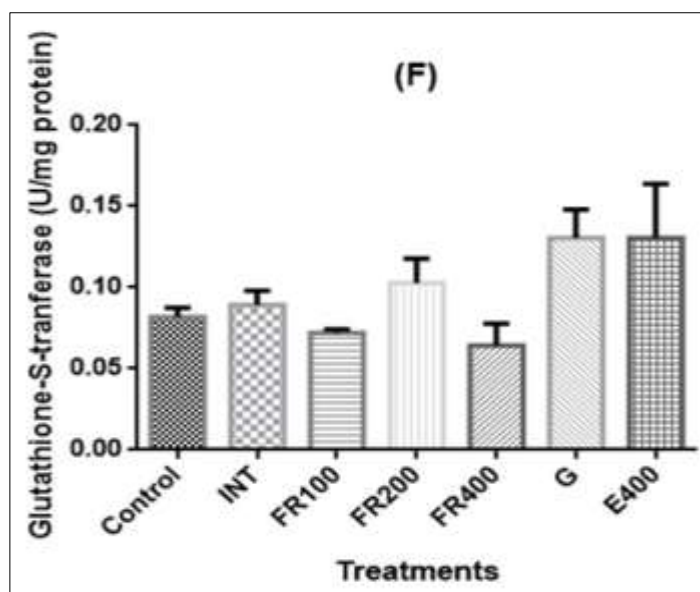 (F)
Glutathione-S-tranferase (U/mg protein)
0.20
0.15
0.10
0.05
0.00
Control
INT
FR100
FR200
FR400
G
E400
Treatments